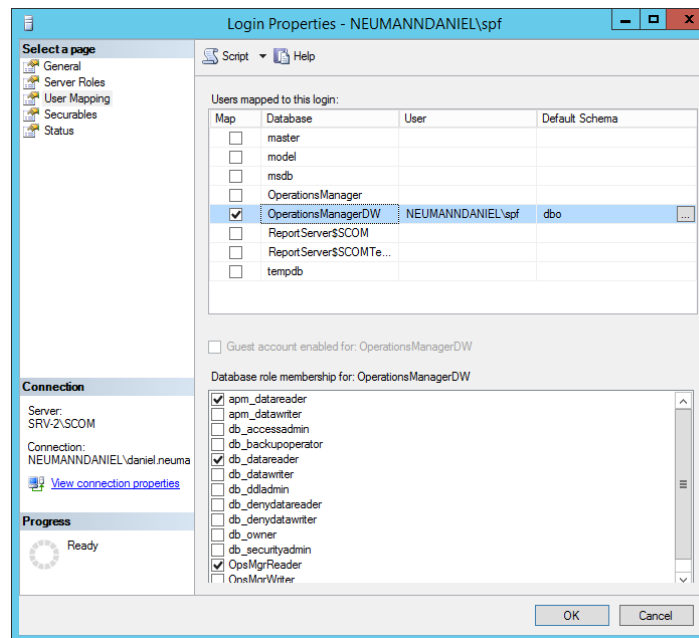 Login Properties - NEUMANNDANIEL\spf
Select a page
General
Server Roles
User Mapping
Securables
Status
Script Help
Users mapped to this login:
Map Database User Default Schema
master
model
msdb
OperationsManager
OperationsManagerDW NEUMANNDANIEL\spf dbo ...
ReportServer$SCOM
ReportServer$SCOMTe...
tempdb
Guest account enabled for: OperationsManagerDW
Database role membership for: OperationsManagerDW
apm_datareader
apm_datawriter
db_accessadmin
db_backupoperator
db_datareader
db_datawriter
db_ddladmin
db_denydatareader
db_denydatawriter
db_owner
db_securityadmin
OpsMgrReader
OpsMgrWriter
Connection
Server:
SRV-2\SCOM
Connection:
NEUMANNDANIEL\daniel.neuma
View connection properties
Progress
Ready
OK Cancel